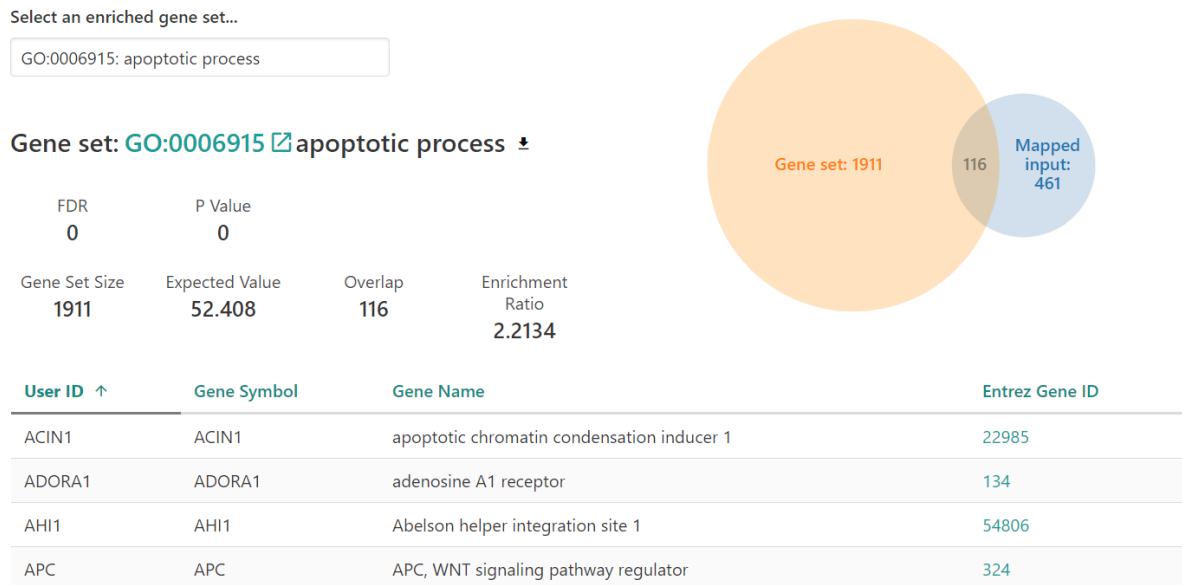 Select an enriched gene set...
GO:0006915: apoptotic process
Gene set: GO:0006915 apoptotic process
FDR P Value
0 0
Gene Set Size Expected Value Overlap Enrichment
Ratio
1911 52.408 116
2.2134
Gene set: 1911
116
Mapped
input:
461
User ID ↑ Gene Symbol Gene Name Entrez Gene ID
ACIN1 ACIN1 apoptotic chromatin condensation inducer 1 22985
ADORA1 ADORA1 adenosine A1 receptor 134
AHI1 AHI1 Abelson helper integration site 1 54806
APC APC APC, WNT signaling pathway regulator 324